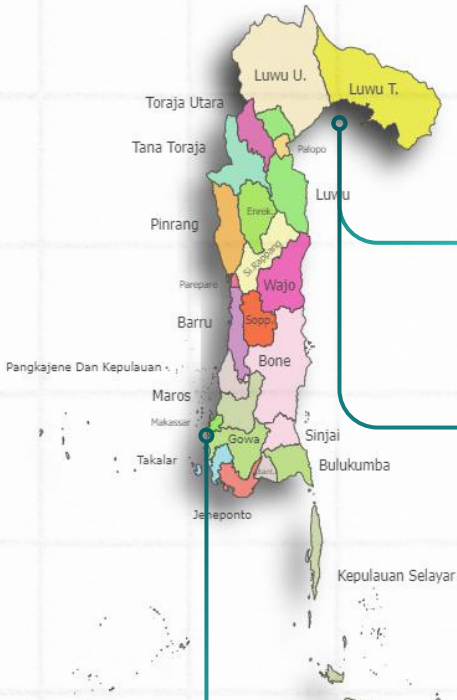 Luwu U.
Luwu T.
Toraja Utara
Tana Toraja
Palopo
Luwu
Enrek.
Pinrang
Si.Rappang
Parepare
Wajo
Barru
Sopp.
Bone
Pangkajene Dan Kepulauan
Maros
Makassar
Gowa
Sinjai
Takalar
Bulukumba
Jeneponto
Kepulauan Selayar